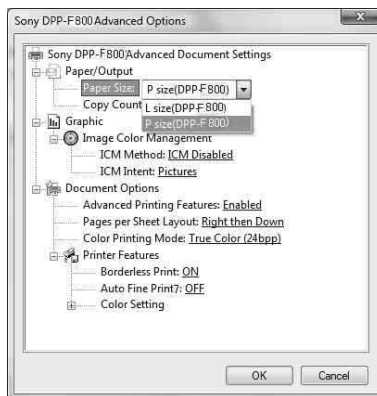 Sony DPP-F800 Advanced Options
Sony DPP-F800 Advanced Document Settings
Paper/Output
Paper Size: P size(DPP-F800)
Copy Count
L size(DPP-F800)
P size(DPP-F800)
Graphic
Image Color Management
ICM Method: ICM Disabled
ICM Intent: Pictures
Document Options
Advanced Printing Features: Enabled
Pages per Sheet Layout: Right then Down
Color Printing Mode: True Color (24bpp)
Printer Features
Borderless Print: ON
Auto Fine Print7: OFF
Color Setting
OK Cancel